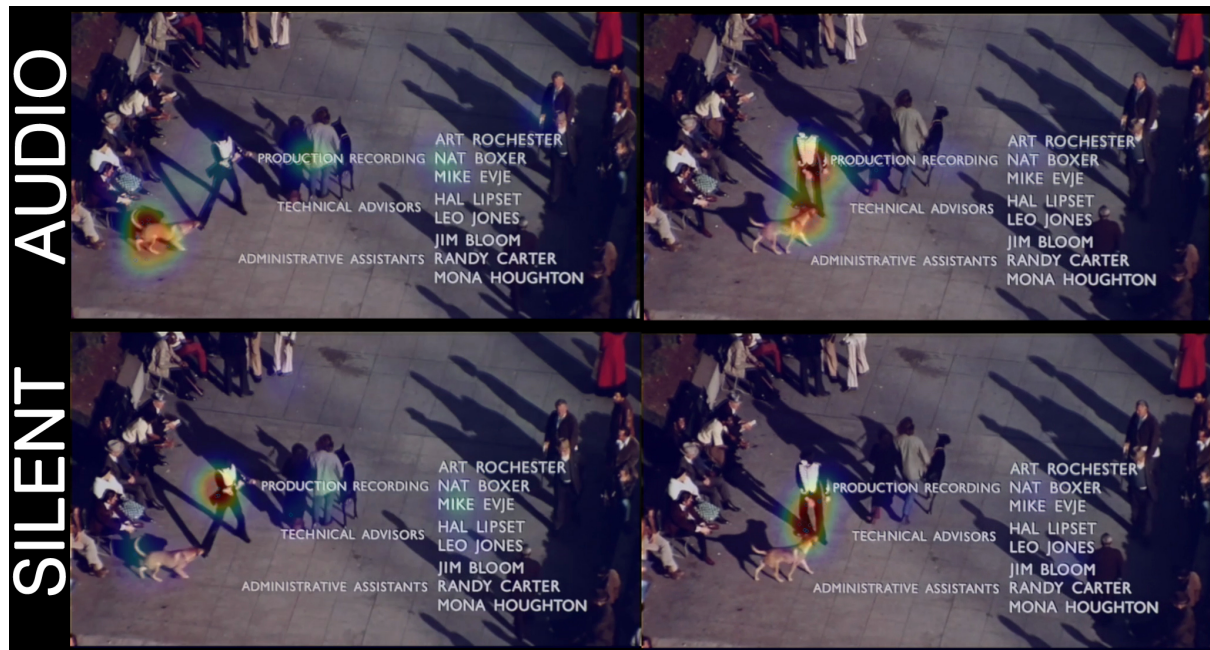 AUDIO
PRODUCTION RECORDING
ART ROCHESTER
NAT BOXER
MIKE EVJE
TECHNICAL ADVISORS
HAL LIPSET
LEO JONES
ADMINISTRATIVE ASSISTANTS
JIM BLOOM
RANDY CARTER
MONA HOUGHTON
PRODUCTION RECORDING
ART ROCHESTER
NAT BOXER
MIKE EVJE
TECHNICAL ADVISORS
HAL LIPSET
LEO JONES
ADMINISTRATIVE ASSISTANTS
JIM BLOOM
RANDY CARTER
MONA HOUGHTON
SILENT
PRODUCTION RECORDING
ART ROCHESTER
NAT BOXER
MIKE EVJE
TECHNICAL ADVISORS
HAL LIPSET
LEO JONES
ADMINISTRATIVE ASSISTANTS
JIM BLOOM
RANDY CARTER
MONA HOUGHTON
PRODUCTION RECORDING
ART ROCHESTER
NAT BOXER
MIKE EVJE
TECHNICAL ADVISORS
HAL LIPSET
LEO JONES
ADMINISTRATIVE ASSISTANTS
JIM BLOOM
RANDY CARTER
MONA HOUGHTON